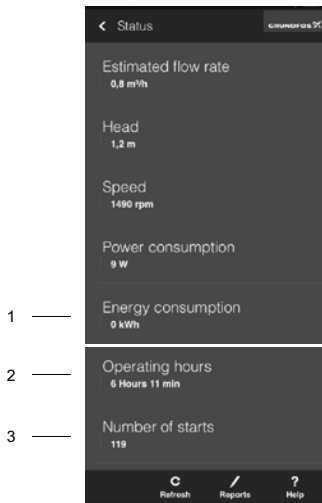 Status
GRUNDFOS
Estimated flow rate
0,8 m³/h
Head
1,2 m
Speed
1490 rpm
Power consumption
9 W
1
Energy consumption
0 kWh
2
Operating hours
6 Hours 11 min
3
Number of starts
119
Refresh
Reports
? Help